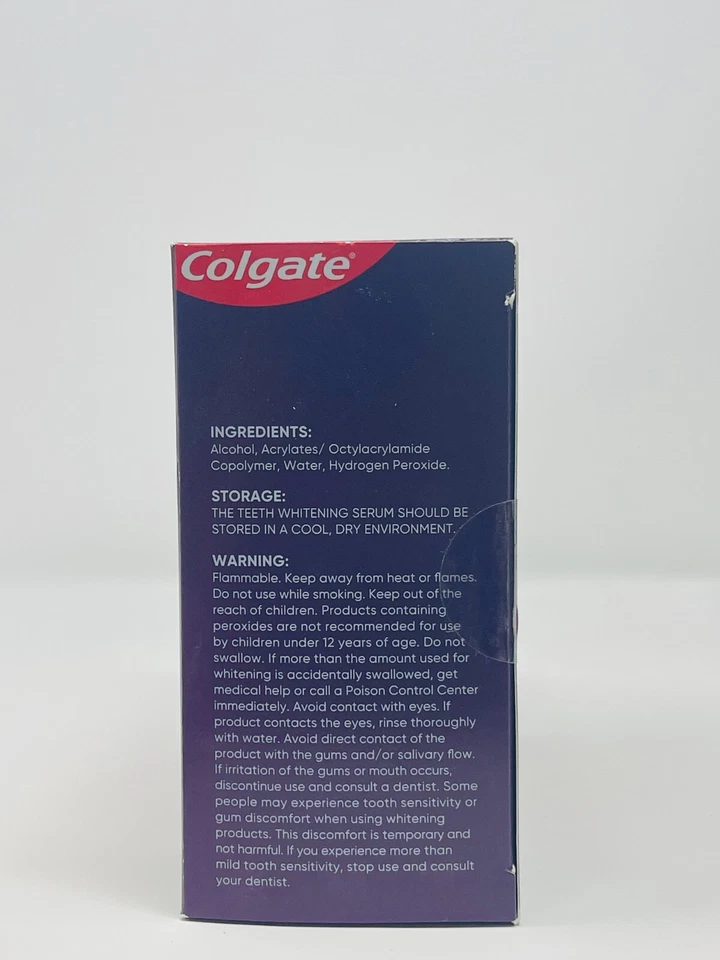 Colgate®
INGREDIENTS:
Alcohol, Acrylates/ Octylacrylamide
Copolymer, Water, Hydrogen Peroxide.
STORAGE:
THE TEETH WHITENING SERUM SHOULD BE
STORED IN A COOL, DRY ENVIRONMENT.
WARNING:
Flammable. Keep away from heat or flames.
Do not use while smoking. Keep out of the
reach of children. Products containing
peroxides are not recommended for use
by children under 12 years of age. Do not
swallow. If more than the amount used for
whitening is accidentally swallowed, get
medical help or call a Poison Control Center
immediately. Avoid contact with eyes. If
product contacts the eyes, rinse thoroughly
with water. Avoid direct contact of the
product with the gums and/or salivary flow.
If irritation of the gums or mouth occurs,
discontinue use and consult a dentist. Some
people may experience tooth sensitivity or
gum discomfort when using whitening
products. This discomfort is temporary and
not harmful. If you experience more than
mild tooth sensitivity, stop use and consult
your dentist.